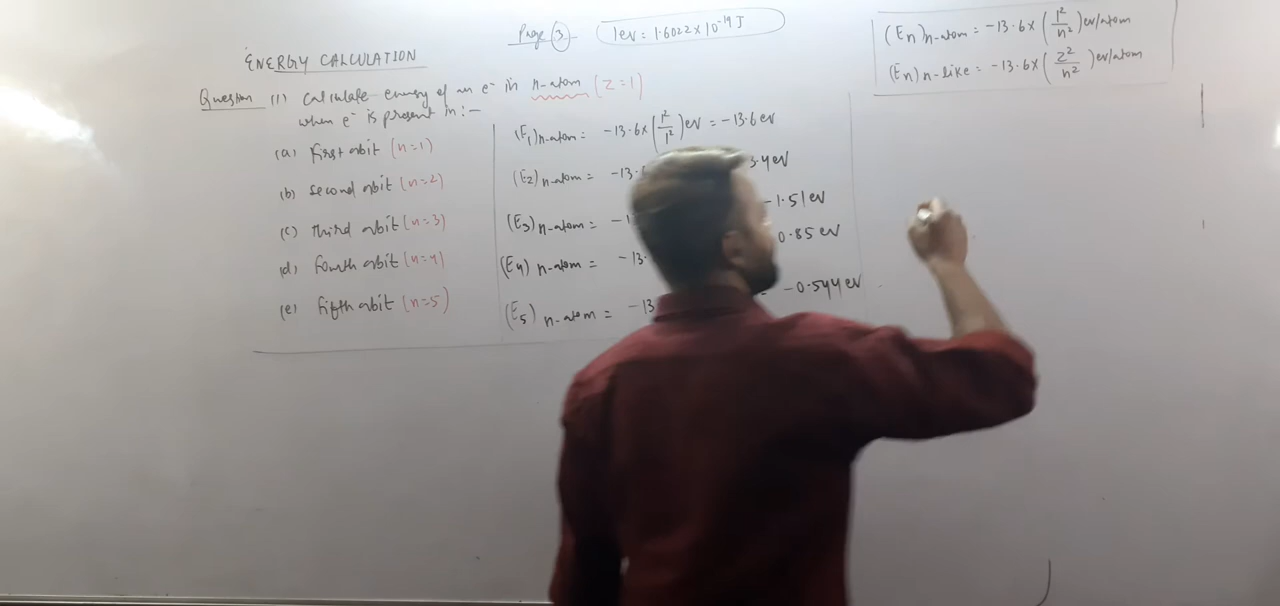 Page 3
1ev = 1.6022 x 10^-19 J
ENERGY CALCULATION
Question (1) Calculate energy of an e⁻ in H-atom (Z=1)
when e⁻ is present in :-
(a) first orbit (n=1)
(b) second orbit (n=2)
(c) third orbit (n=3)
(d) fourth orbit (n=4)
(e) fifth orbit (n=5)
(E₁) H-atom = -13.6 x (1²/1²) ev = -13.6 ev
(E₂) H-atom = -13. 3.4 ev
(E₃) H-atom = -1 -1.51 ev
(E₄) H-atom = -13. 0.85 ev
(E₅) H-atom = -13 = -0.544 ev
(En) H-atom = -13.6 x (1²/n²) ev/atom
(En) H-like = -13.6 x (Z²/n²) ev/atom